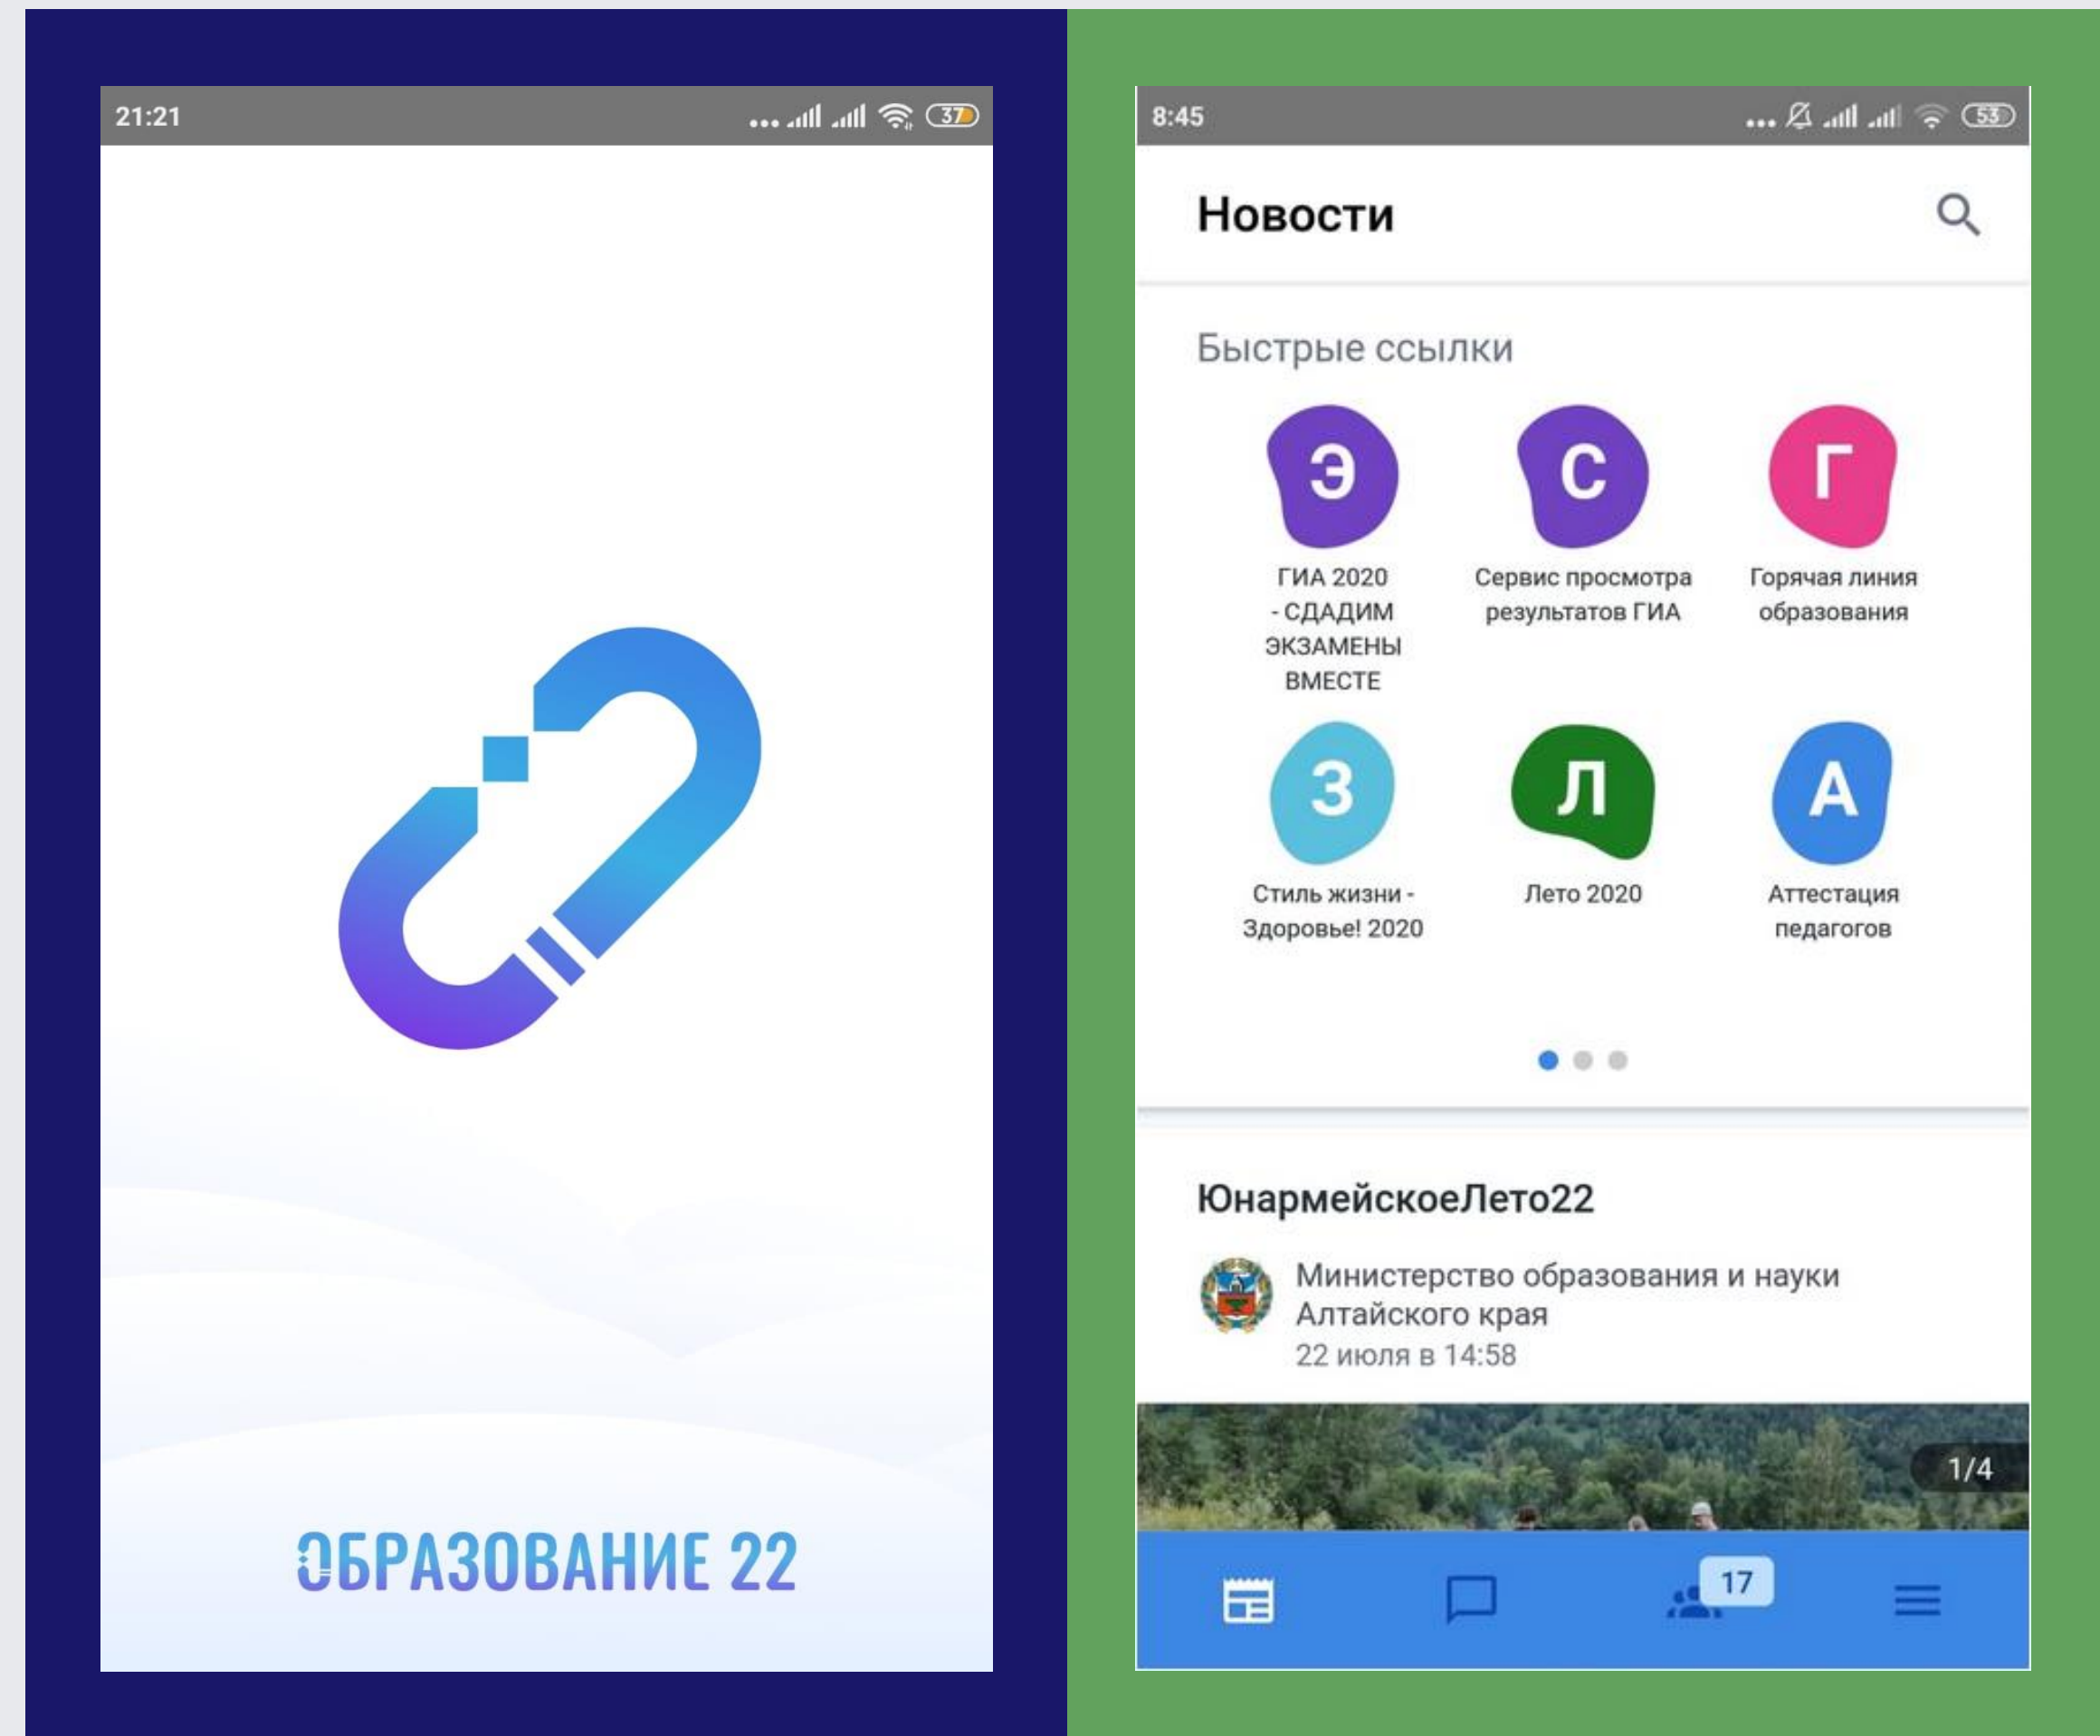 21:21
37
ОБРАЗОВАНИЕ 22
8:45
53
Новости
Быстрые ссылки
Э
С
Г
ГИА 2020
- СДАДИМ
ЭКЗАМЕНЫ
ВМЕСТЕ
Сервис просмотра
результатов ГИА
Горячая линия
образования
З
Л
А
Стиль жизни -
Здоровье! 2020
Лето 2020
Аттестация
педагогов
ЮнармейскоеЛето22
Министерство образования и науки
Алтайского края
22 июля в 14:58
1/4
17